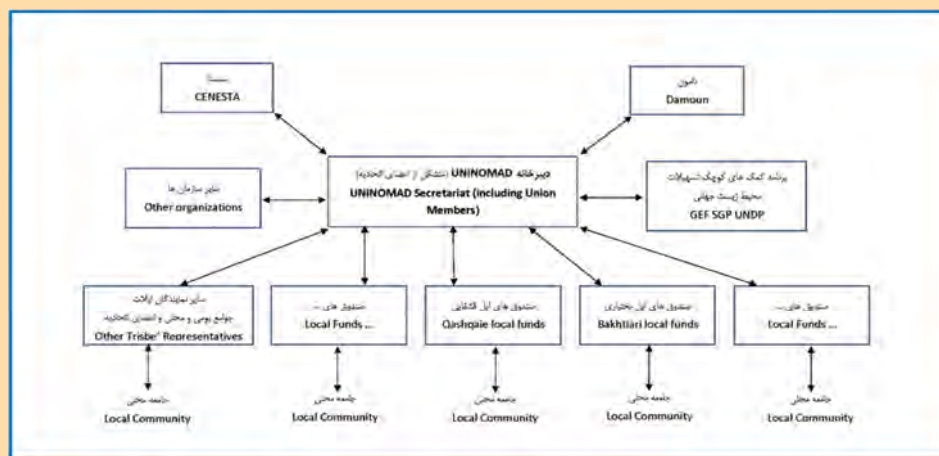 سنستا
CENESTA
دامون
Damoun
دبیرخانه UNINOMAD (متشکل از اعضای اتحادیه)
UNINOMAD Secretariat (including Union
Members)
سایر سازمان ها
Other organizations
برنامه کمک های کوچک تسهیلات
محیط زیست جهانی
GEF SGP UNDP
سایر نمایندگان ایلات
جوامع بومی و محلی و اعضای اتحادیه
Other Trisbe' Representatives
صندوق های ...
Local Funds ...
صندوق های ایل قشقایی
Qashqaie local funds
صندوق های ایل بختیاری
Bakhtiari local funds
صندوق های ...
Local Funds ...
جامعه محلی
Local Community
جامعه محلی
Local Community
جامعه محلی
Local Community
جامعه محلی
Local Community
جامعه محلی
Local Community